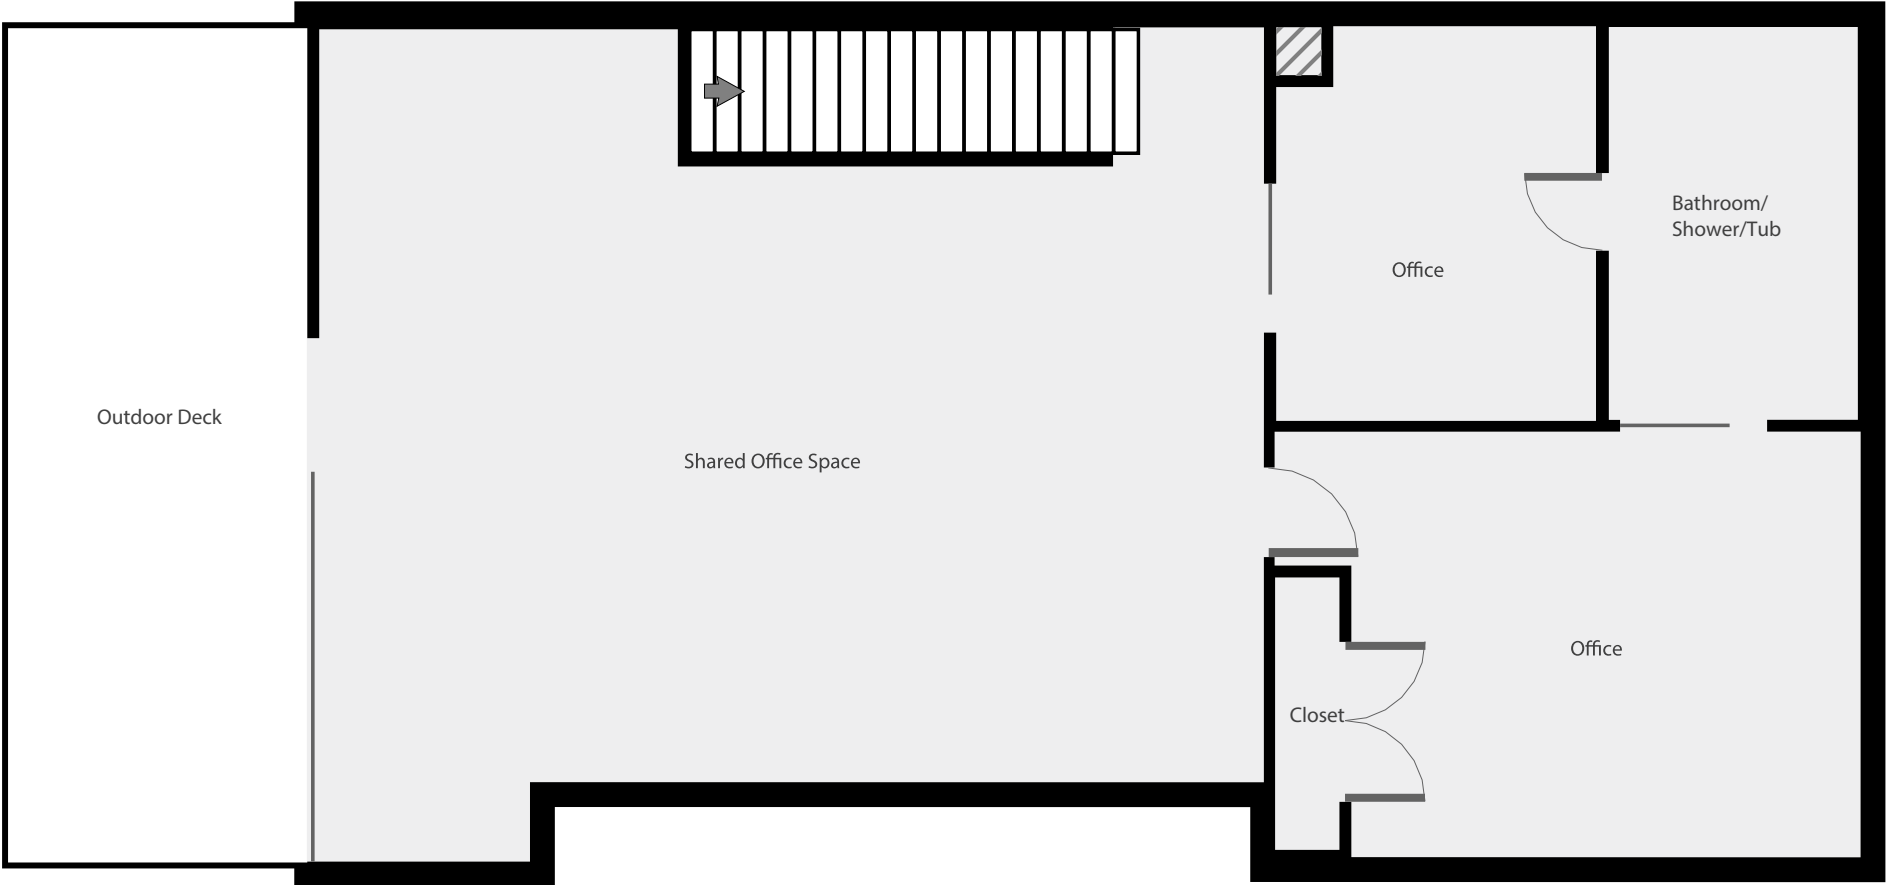 Bathroom/
Shower/Tub
Office
Outdoor Deck
Shared Office Space
Office
Closet